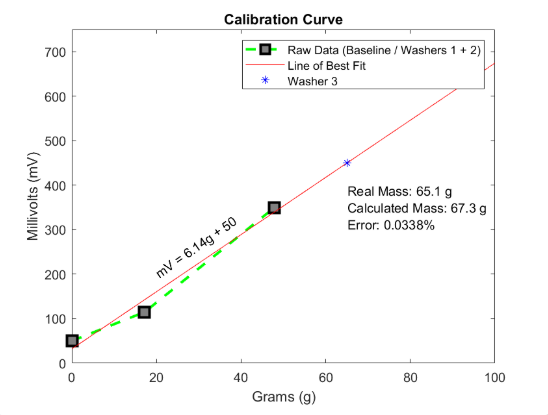 Calibration Curve
Raw Data (Baseline / Washers 1 + 2)
Line of Best Fit
Washer 3
700
600
500
400
300
200
100
0
Millivolts (mV)
mV = 6.14g + 50
Real Mass: 65.1 g
Calculated Mass: 67.3 g
Error: 0.0338%
0
20
40
60
80
100
Grams (g)